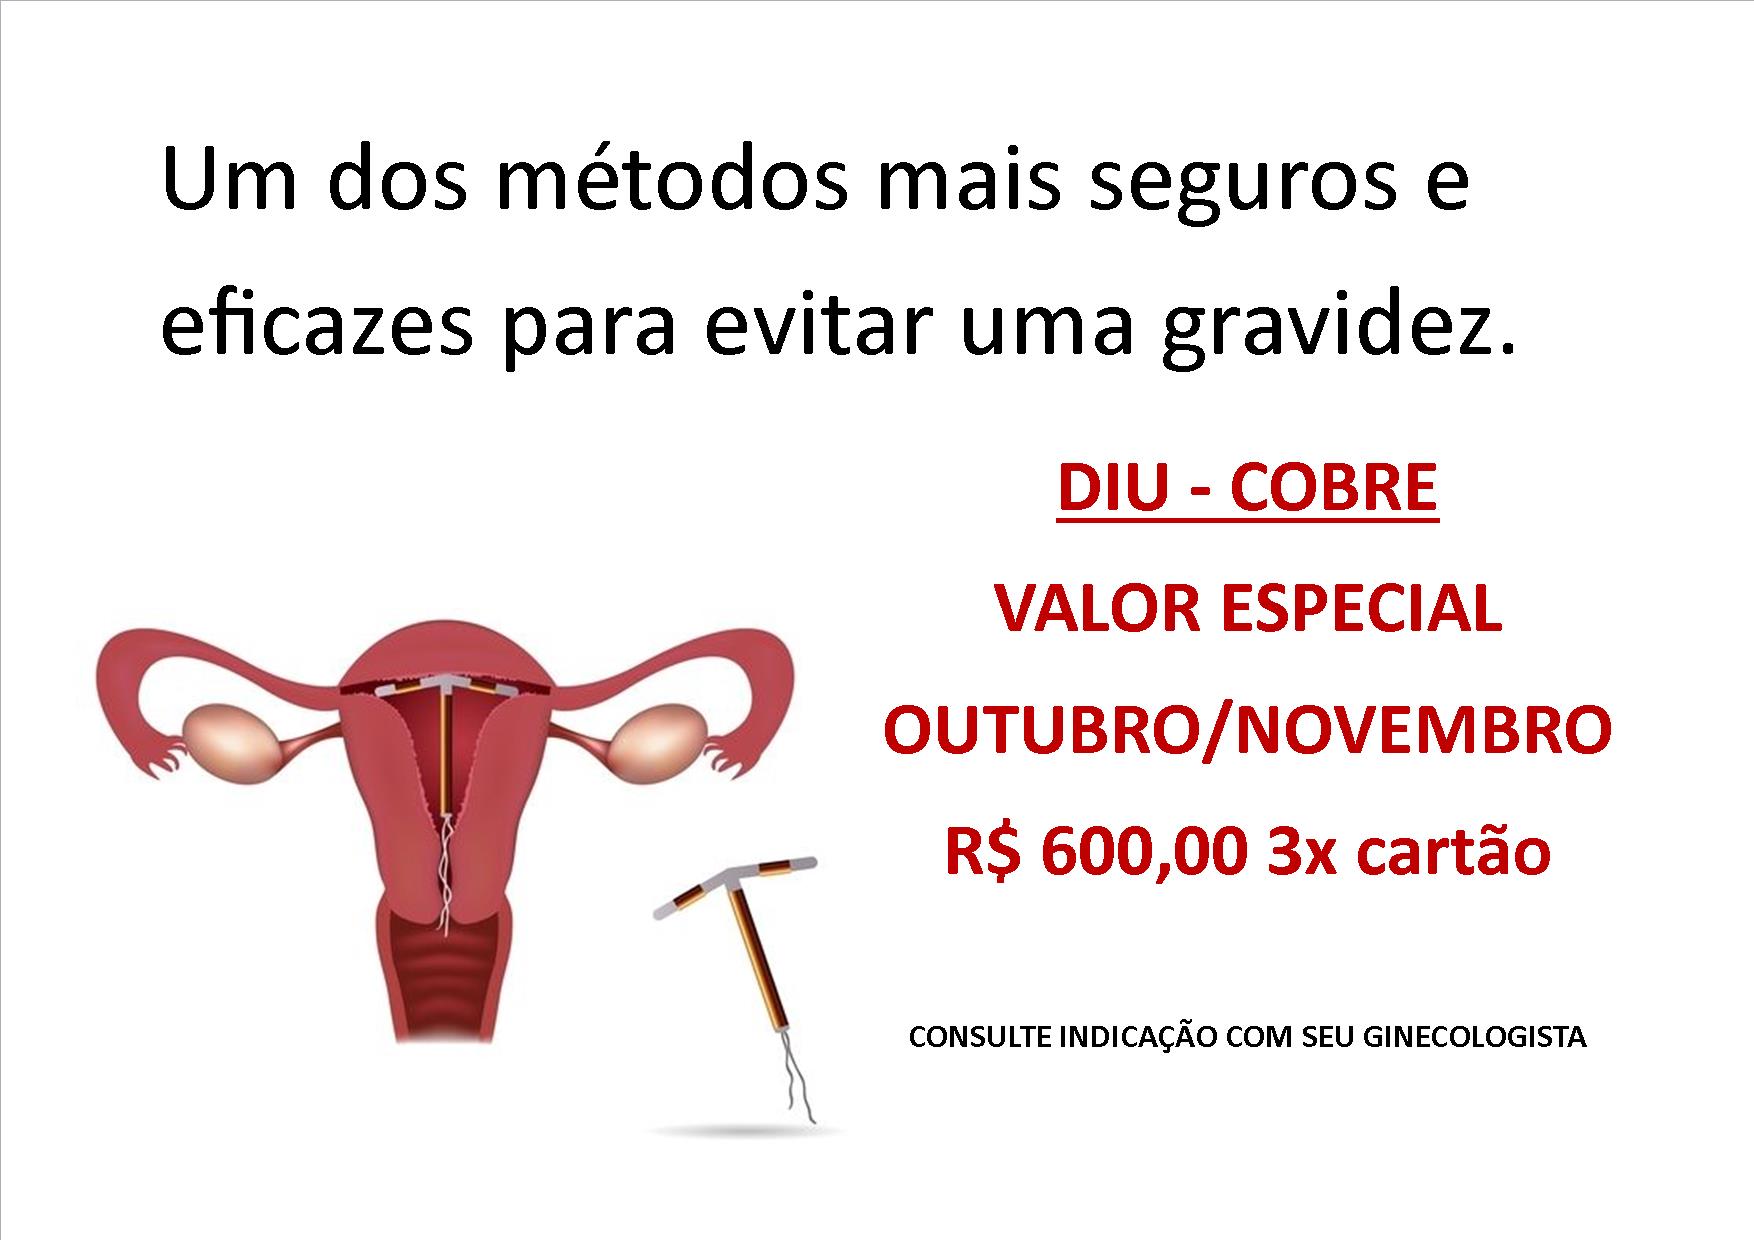 Um dos métodos mais seguros e
eficazes para evitar uma gravidez.
DIU - COBRE
VALOR ESPECIAL
OUTUBRO/NOVEMBRO
R$ 600,00 3x cartão
CONSULTE INDICAÇÃO COM SEU GINECOLOGISTA